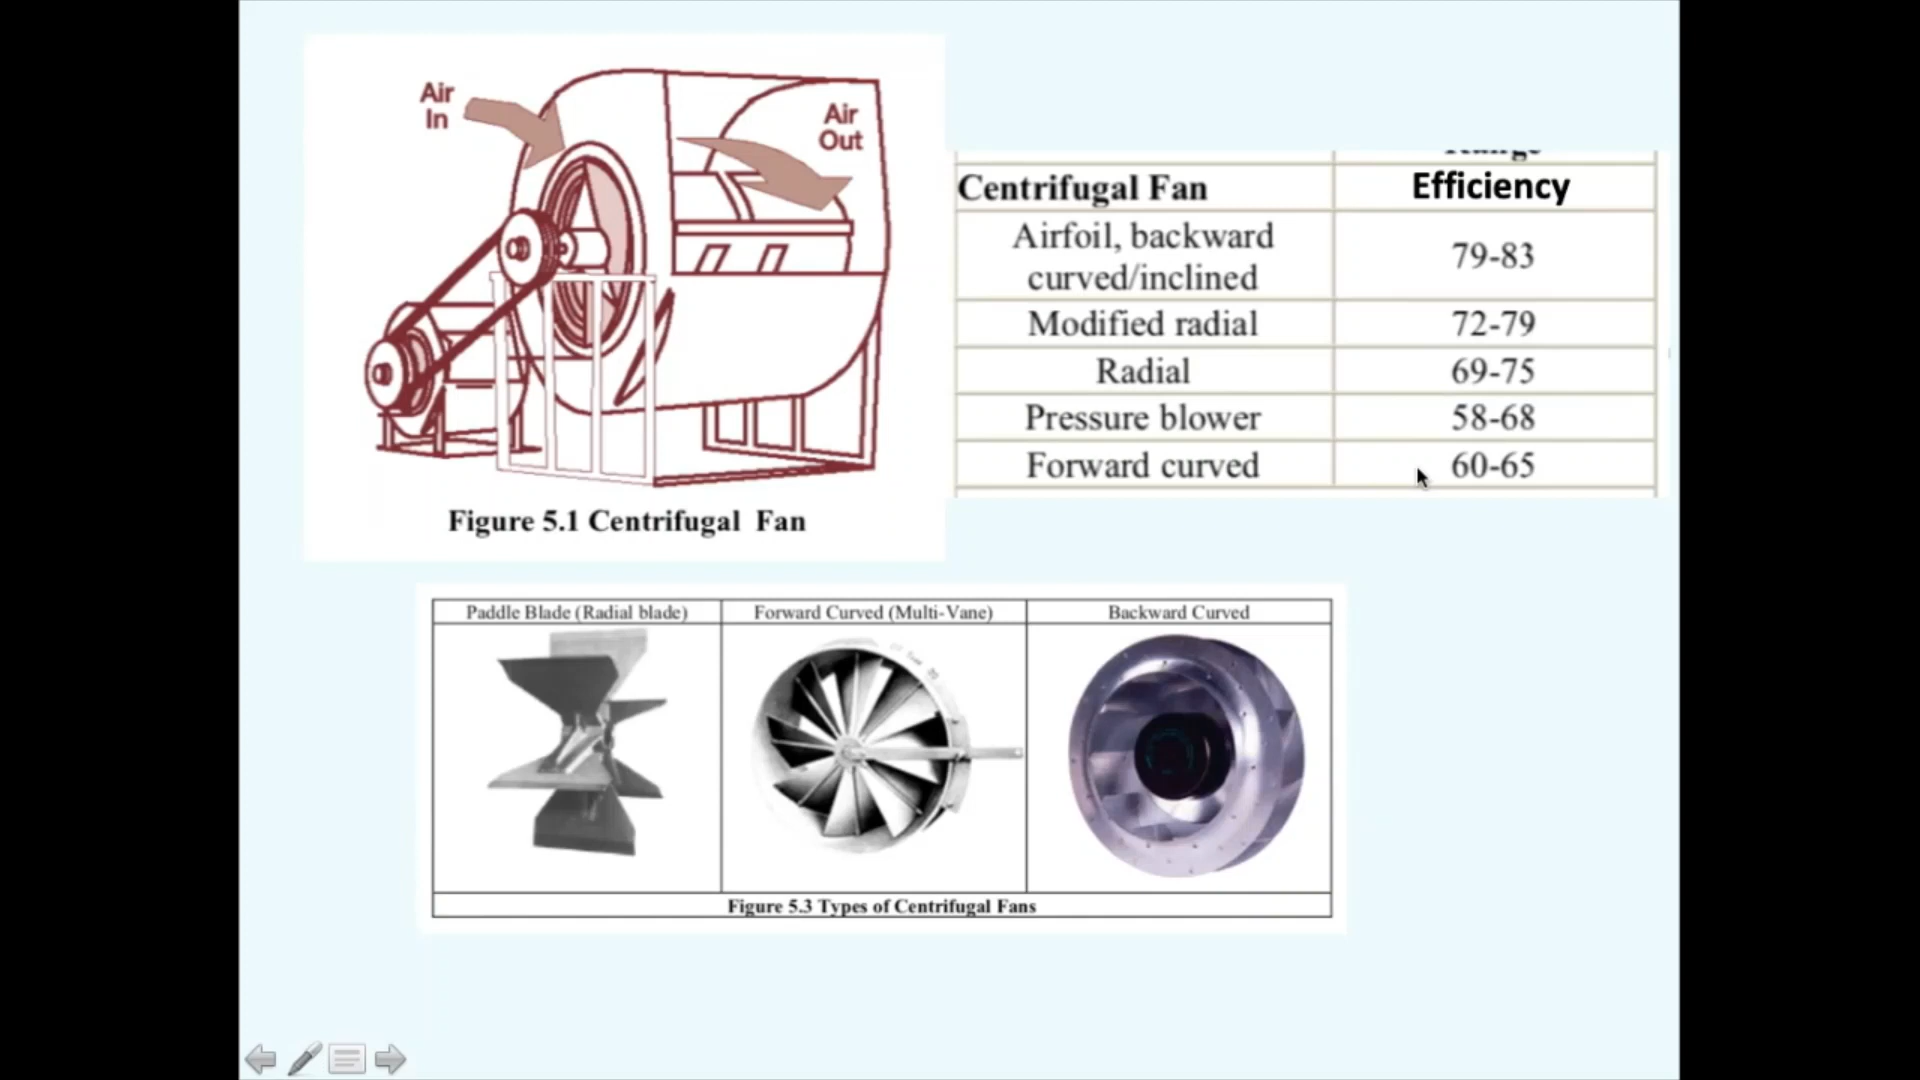 Air
In
Air
Out
Figure 5.1 Centrifugal Fan
Range
Centrifugal Fan Efficiency
Airfoil, backward
curved/inclined 79-83
Modified radial 72-79
Radial 69-75
Pressure blower 58-68
Forward curved 60-65
Paddle Blade (Radial blade) Forward Curved (Multi-Vane) Backward Curved
Figure 5.3 Types of Centrifugal Fans